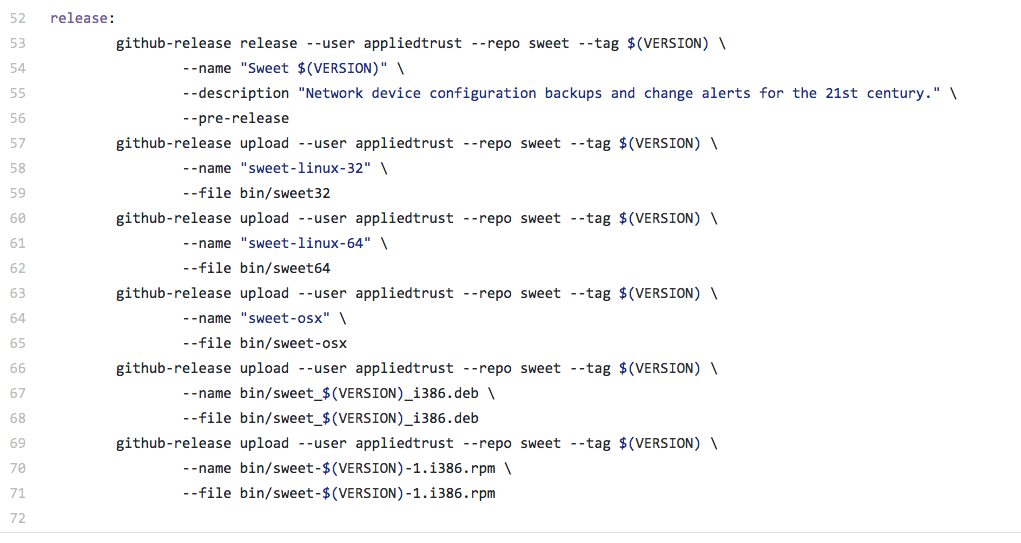 52 release:
53 github-release release --user appliedtrust --repo sweet --tag $(VERSION) \
54 --name "Sweet $(VERSION)" \
55 --description "Network device configuration backups and change alerts for the 21st century." \
56 --pre-release
57 github-release upload --user appliedtrust --repo sweet --tag $(VERSION) \
58 --name "sweet-linux-32" \
59 --file bin/sweet32
60 github-release upload --user appliedtrust --repo sweet --tag $(VERSION) \
61 --name "sweet-linux-64" \
62 --file bin/sweet64
63 github-release upload --user appliedtrust --repo sweet --tag $(VERSION) \
64 --name "sweet-osx" \
65 --file bin/sweet-osx
66 github-release upload --user appliedtrust --repo sweet --tag $(VERSION) \
67 --name bin/sweet_$(VERSION)_i386.deb \
68 --file bin/sweet_$(VERSION)_i386.deb
69 github-release upload --user appliedtrust --repo sweet --tag $(VERSION) \
70 --name bin/sweet-$(VERSION)-1.i386.rpm \
71 --file bin/sweet-$(VERSION)-1.i386.rpm
72